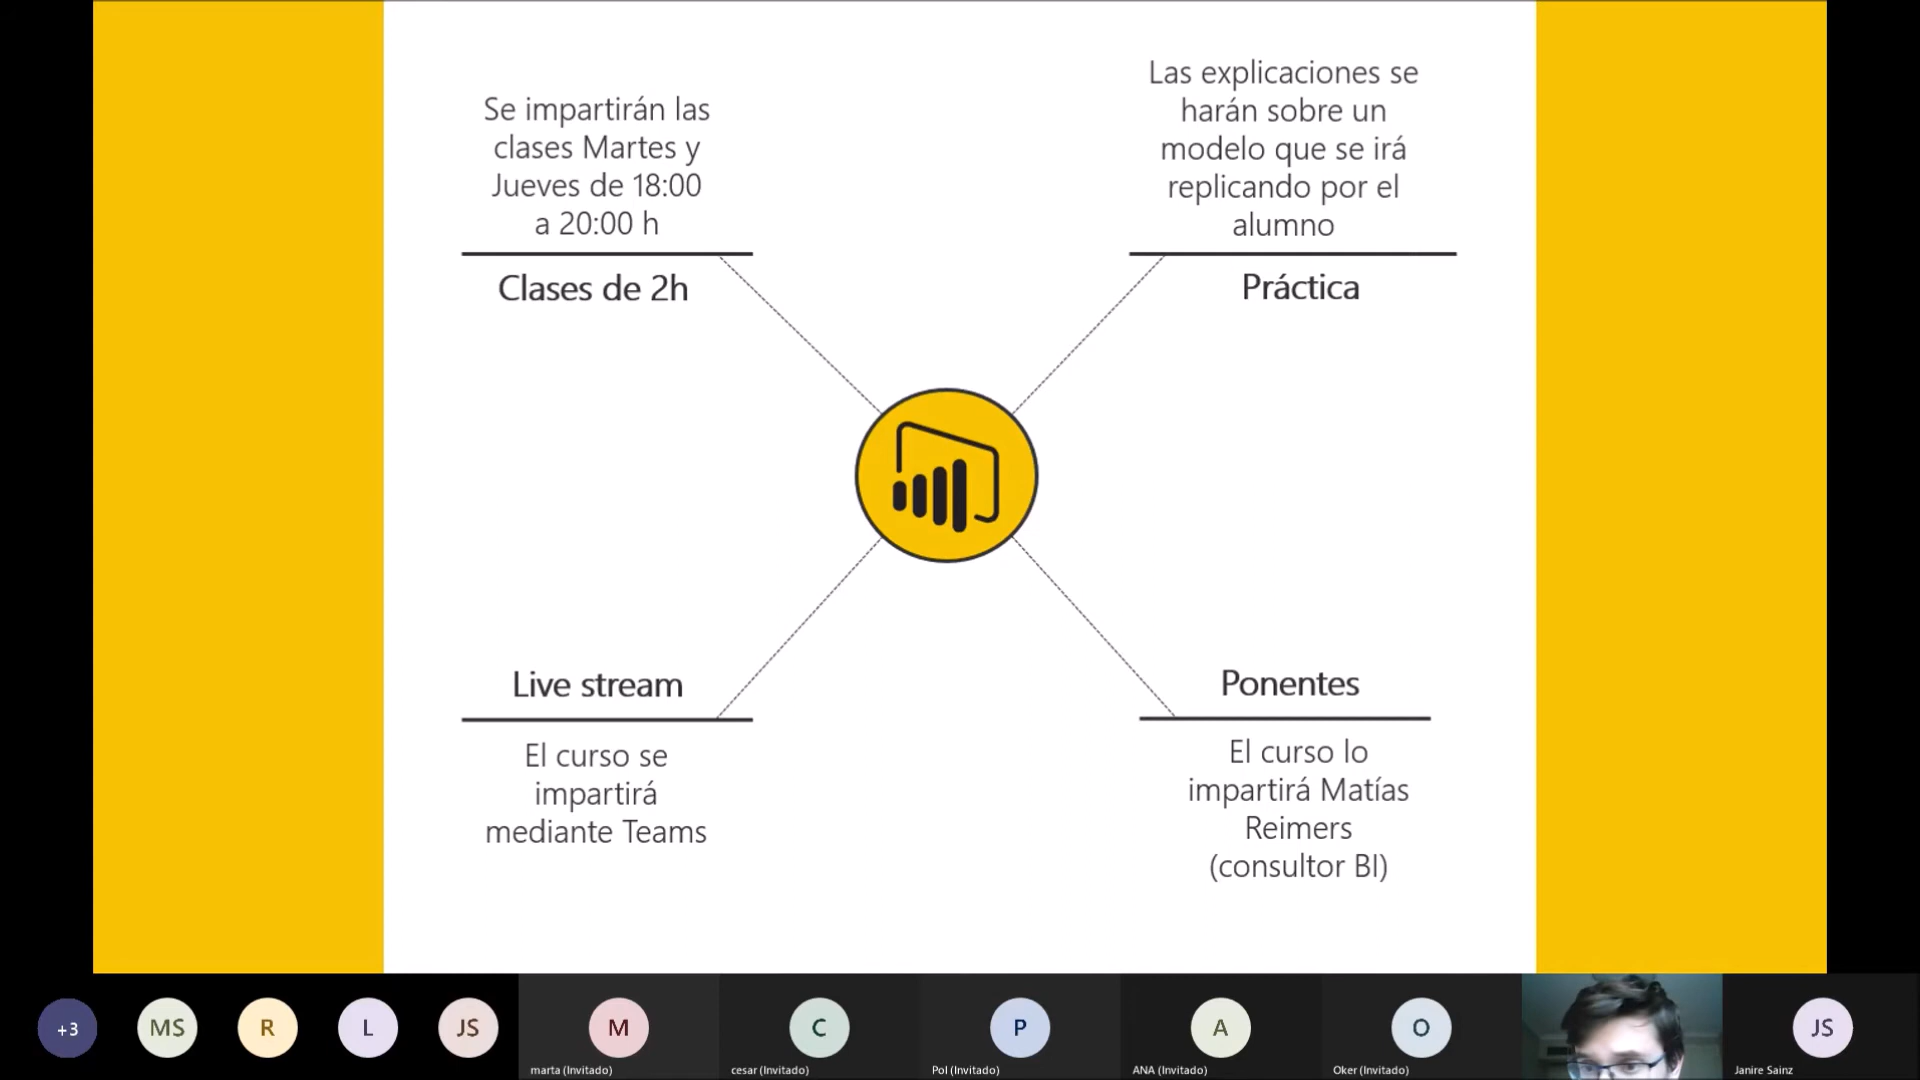 Se impartirán las
clases Martes y
Jueves de 18:00
a 20:00 h
Clases de 2h
Las explicaciones se
harán sobre un
modelo que se irá
replicando por el
alumno
Práctica
Live stream
El curso se
impartirá
mediante Teams
Ponentes
El curso lo
impartirá Matías
Reimers
(consultor BI)
+3
MS
R
L
JS
M
marta (Invitado)
C
cesar (Invitado)
P
Pol (Invitado)
A
ANA (Invitado)
O
Oker (Invitado)
JS
Janire Sainz